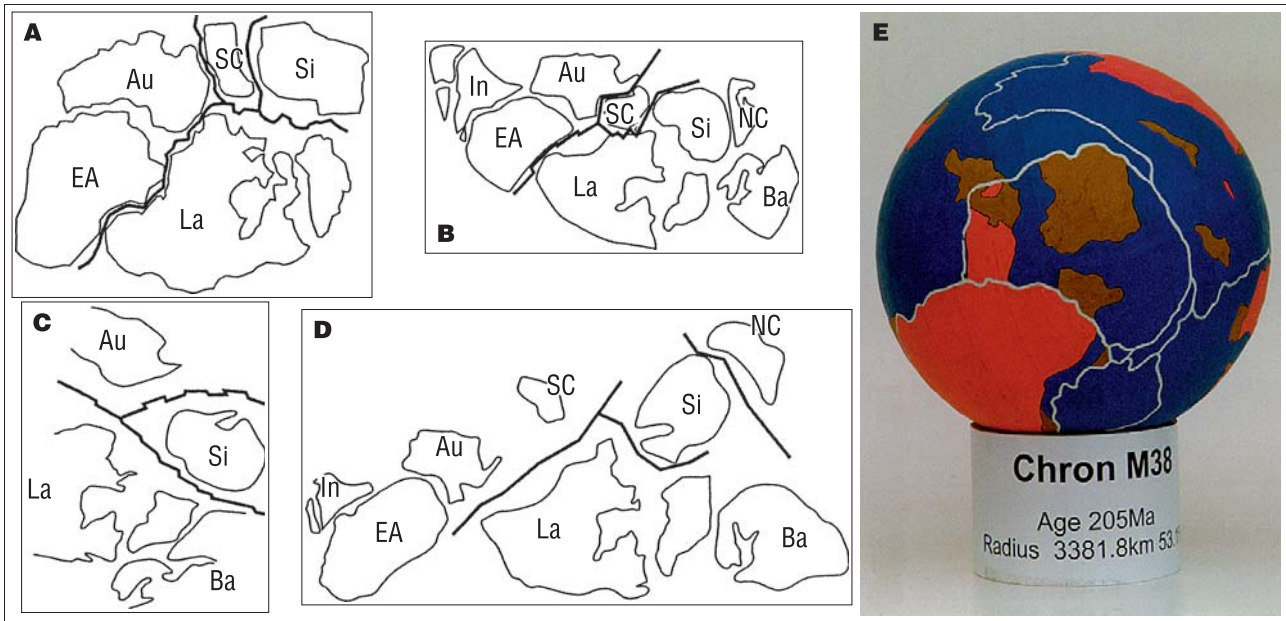 A
Au
SC
Si
EA
La
In
Au
SC
Si
NC
EA
La
Ba
B
C
Au
Si
La
Ba
D
NC
SC
Si
Au
In
EA
La
Ba
E
Chron M38
Age 205Ma
Radius 3381.8km